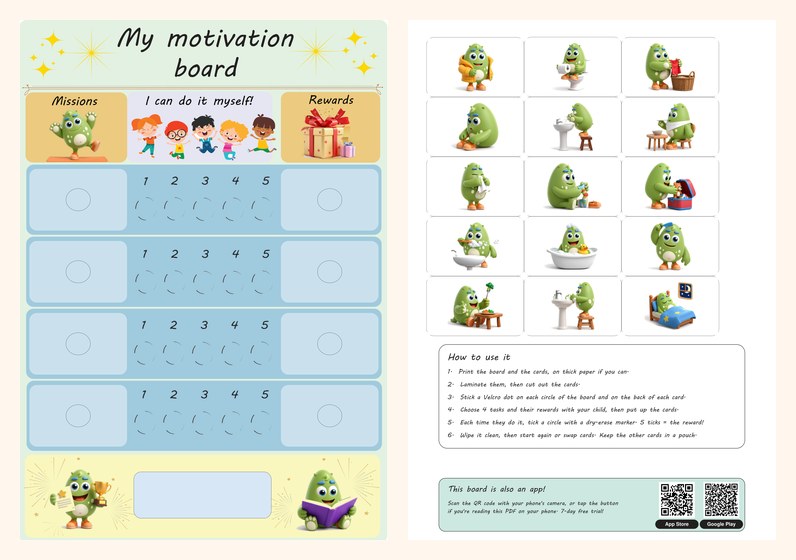 My motivation
board
Missions
I can do it myself!
Rewards
1 2 3 4 5
1 2 3 4 5
1 2 3 4 5
1 2 3 4 5
How to use it
1. Print the board and the cards, on thick paper if you can.
2. Laminate them, then cut out the cards.
3. Stick a Velcro dot on each circle of the board and on the back of each card.
4. Choose 4 tasks and their rewards with your child, then put up the cards.
5. Each time they do it, tick a circle with a dry-erase marker. 5 ticks = the reward!
6. Wipe it clean, then start again or swap cards. Keep the other cards in a pouch.
This board is also an app!
Scan the QR code with your phone's camera, or tap the button
if you're reading this PDF on your phone. 7-day free trial!
App Store
Google Play